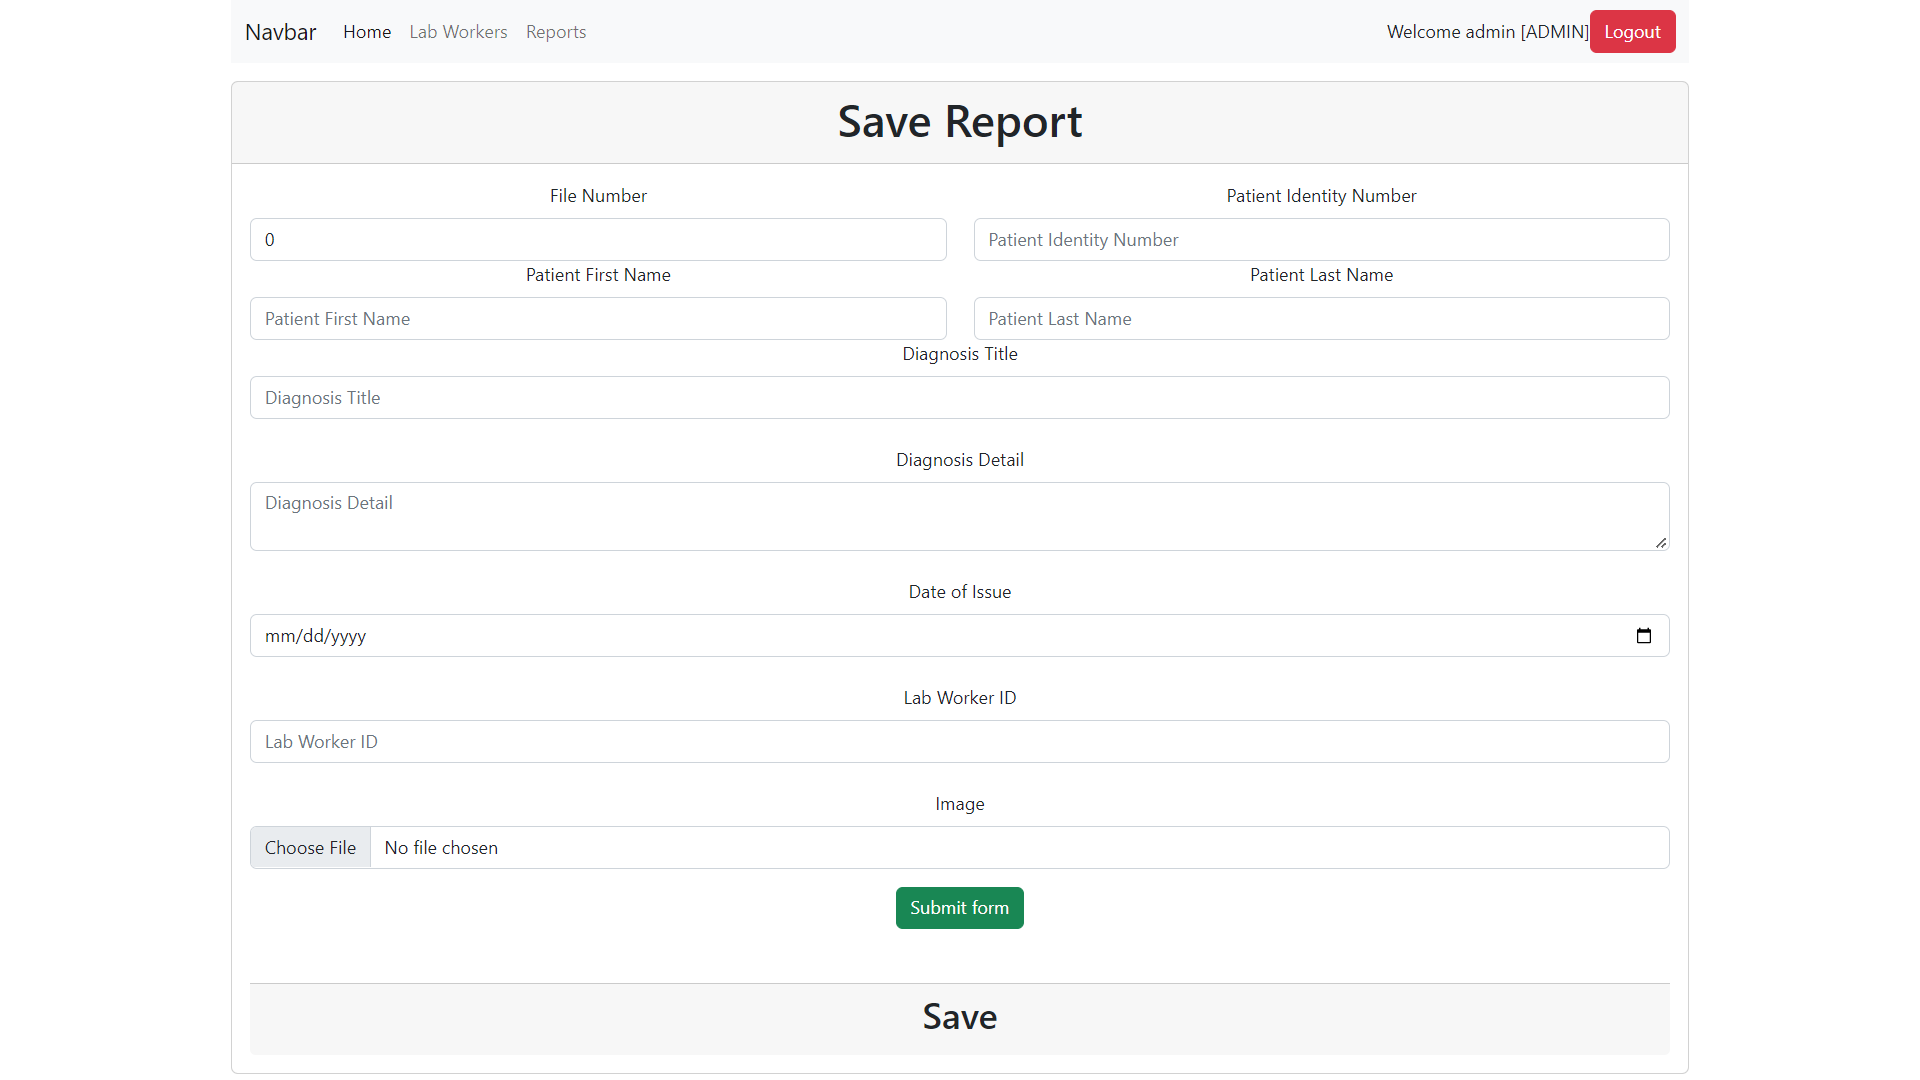 Navbar Home Lab Workers Reports Welcome admin [ADMIN] Logout
Save Report
File Number Patient Identity Number
0 Patient Identity Number
Patient First Name Patient Last Name
Patient First Name Patient Last Name
Diagnosis Title
Diagnosis Title
Diagnosis Detail
Diagnosis Detail
Date of Issue
mm/dd/yyyy
Lab Worker ID
Lab Worker ID
Image
Choose File No file chosen
Submit form
Save